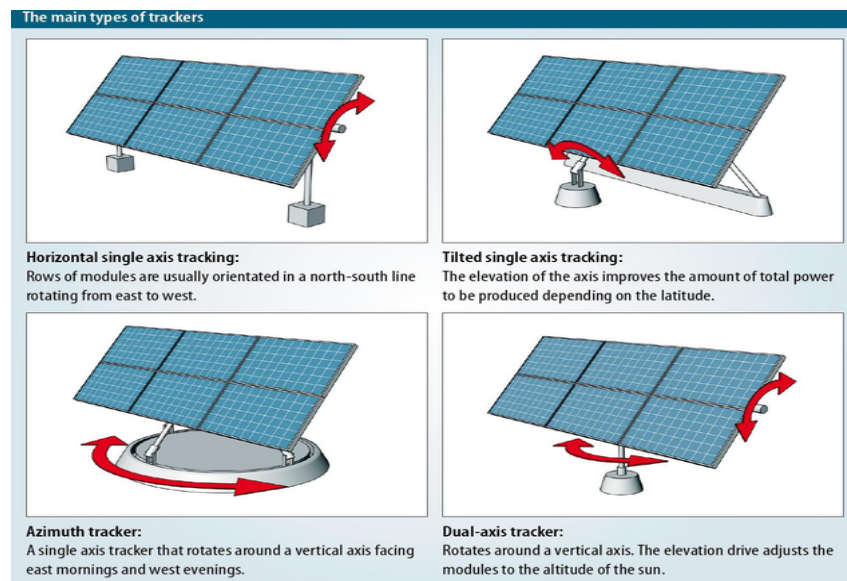 The main types of trackers
Horizontal single axis tracking:
Rows of modules are usually orientated in a north-south line
rotating from east to west.
Tilted single axis tracking:
The elevation of the axis improves the amount of total power
to be produced depending on the latitude.
Azimuth tracker:
A single axis tracker that rotates around a vertical axis facing
east mornings and west evenings.
Dual-axis tracker:
Rotates around a vertical axis. The elevation drive adjusts the
modules to the altitude of the sun.